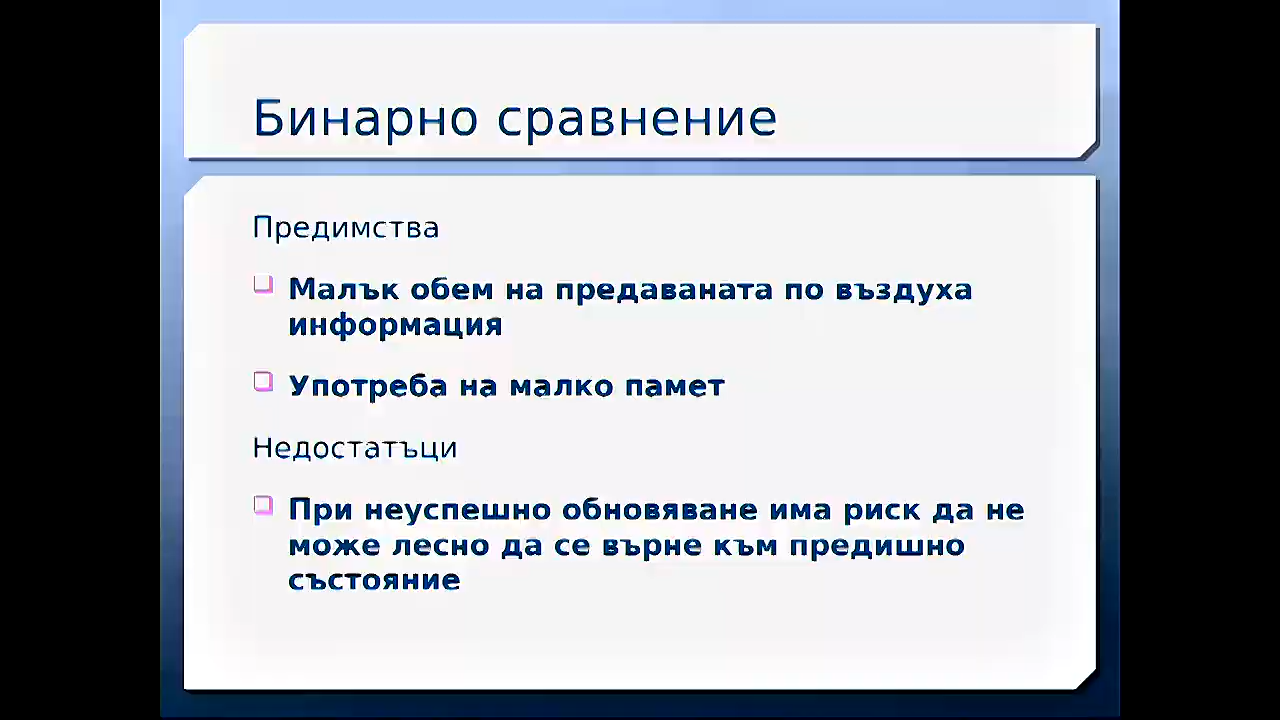 Бинарно сравнение
Предимства
Малък обем на предаваната по въздуха
информация
Употреба на малко памет
Недостатъци
При неуспешно обновяване има риск да не
може лесно да се върне към предишно
състояние